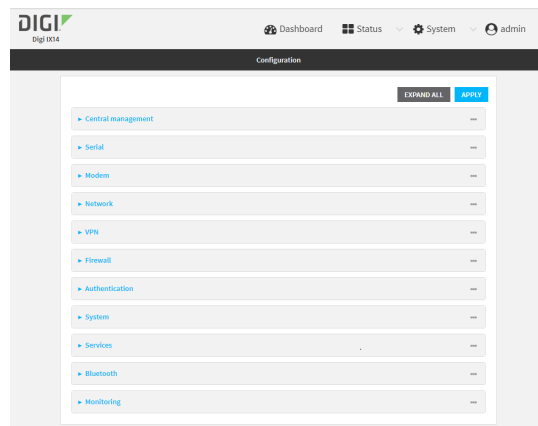 DIGI
Digi IX14
Dashboard Status System admin
Configuration
EXPAND ALL APPLY
Central management
Serial
Modem
Network
VPN
Firewall
Authentication
System
Services
Bluetooth
Monitoring